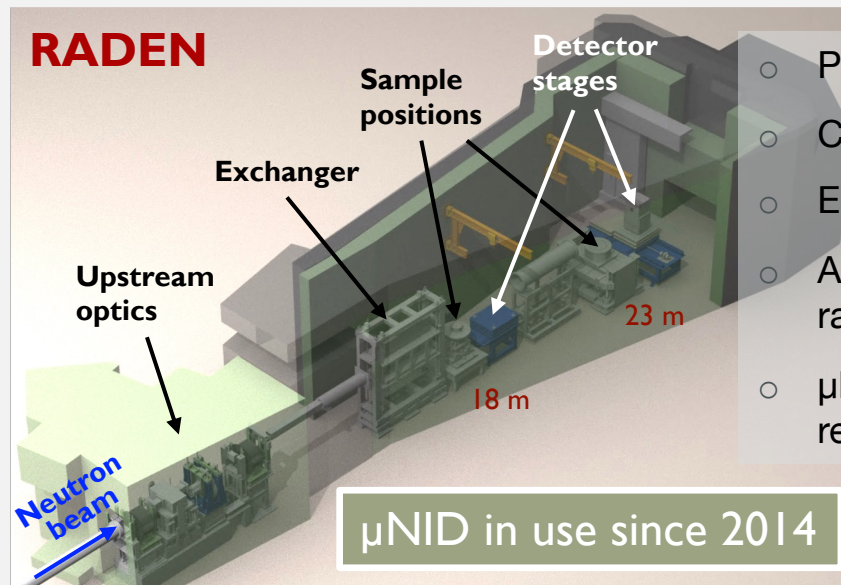 RADEN
Detector
stages
Sample
positions
Exchanger
Upstream
optics
Neutron
beam
18 m
23 m
µNID in use since 2014